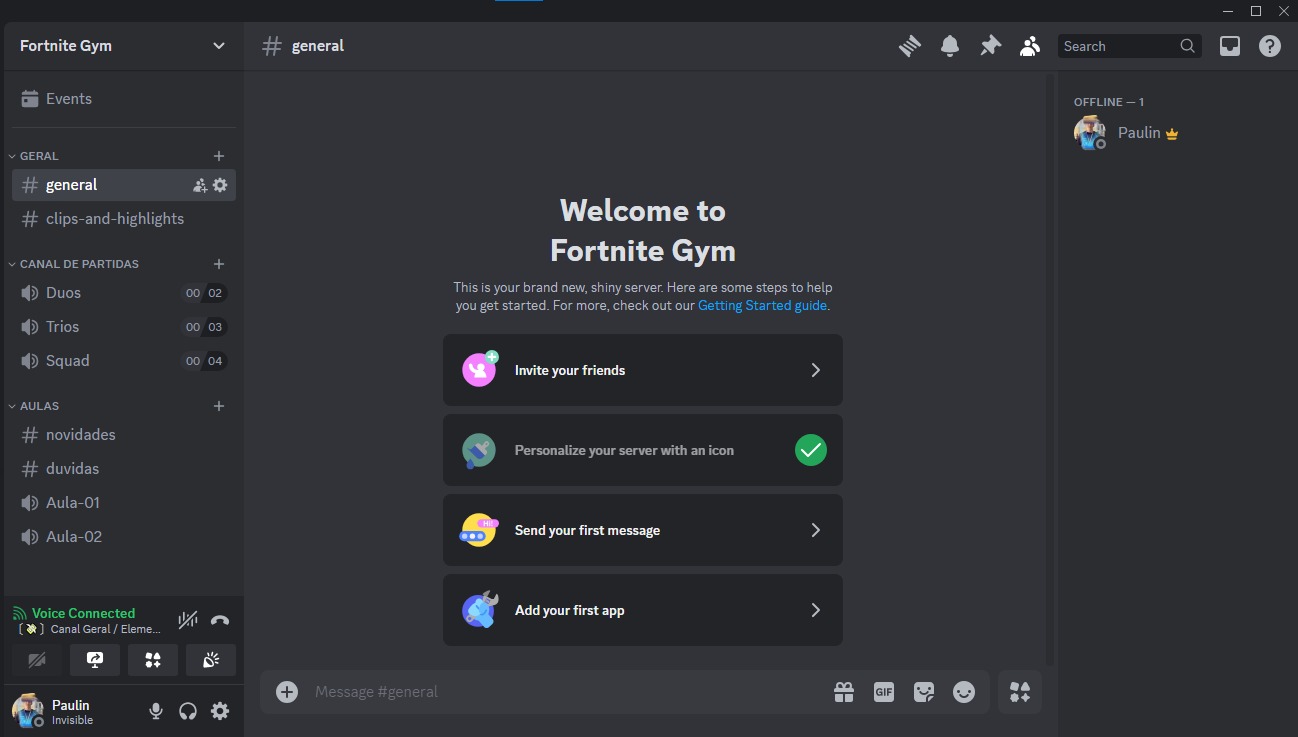 Fortnite Gym
general
Search
Events
GERAL
general
clips-and-highlights
CANAL DE PARTIDAS
Duos 00 02
Trios 00 03
Squad 00 04
AULAS
novidades
duvidas
Aula-01
Aula-02
Voice Connected
Canal Geral / Eleme...
Paulin
Invisible
Welcome to
Fortnite Gym
This is your brand new, shiny server. Here are some steps to help
you get started. For more, check out our Getting Started guide.
Invite your friends
Personalize your server with an icon
Hi!
Send your first message
Add your first app
Message #general
GIF
OFFLINE — 1
Paulin